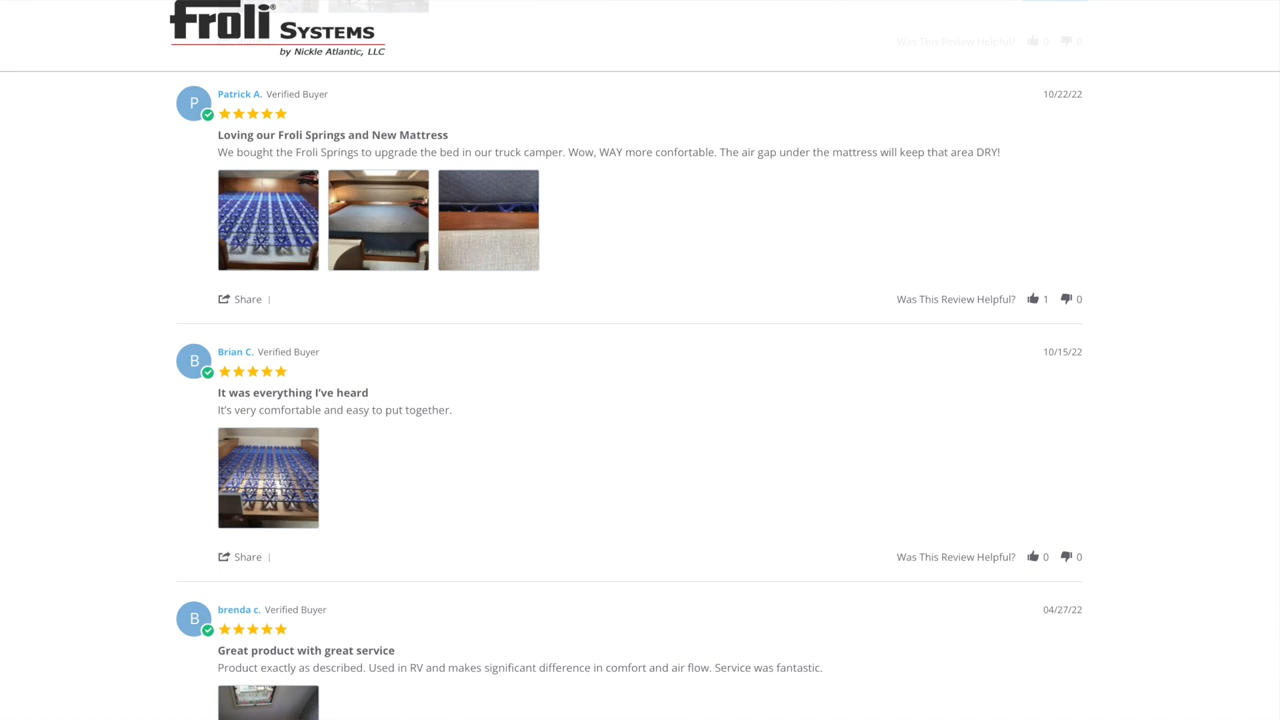 Froli® SYSTEMS
by Nickle Atlantic, LLC
Was This Review Helpful? 0 0
P Patrick A. Verified Buyer 10/22/22
Loving our Froli Springs and New Mattress
We bought the Froli Springs to upgrade the bed in our truck camper. Wow, WAY more confortable. The air gap under the mattress will keep that area DRY!
Share | Was This Review Helpful? 1 0
B Brian C. Verified Buyer 10/15/22
It was everything I’ve heard
It’s very comfortable and easy to put together.
Share | Was This Review Helpful? 0 0
B brenda c. Verified Buyer 04/27/22
Great product with great service
Product exactly as described. Used in RV and makes significant difference in comfort and air flow. Service was fantastic.